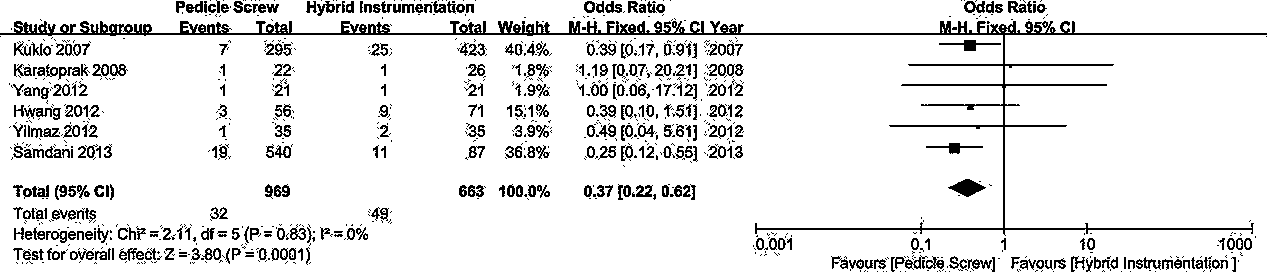 Pedicle Screw Hybrid Instrumentation Odds Ratio Odds Ratio
Study or Subgroup Events Total Events Total Weight M-H. Fixed. 95% CI Year M-H. Fixed. 95% CI
Kuklo 2007 7 295 25 423 40.4% 0.39 [0.17, 0.91] 2007
Karatoprak 2008 1 22 1 26 1.8% 1.19 [0.07, 20.21] 2008
Yang 2012 1 21 1 21 1.9% 1.00 [0.06, 17.12] 2012
Hwang 2012 3 56 9 71 15.1% 0.39 [0.10, 1.51] 2012
Yilmaz 2012 1 35 2 35 3.9% 0.49 [0.04, 5.61] 2012
Samdani 2013 19 540 11 87 36.8% 0.25 [0.12, 0.55] 2013
Total (95% CI) 969 663 100.0% 0.37 [0.22, 0.62]
Total events 32 49
Heterogeneity: Chi² = 2.11, df = 5 (P = 0.83); I² = 0%
Test for overall effect: Z = 3.80 (P = 0.0001)
0.001 0.1 1 10 1000
Favours [Pedicle Screw] Favours [Hybrid Instrumentation ]